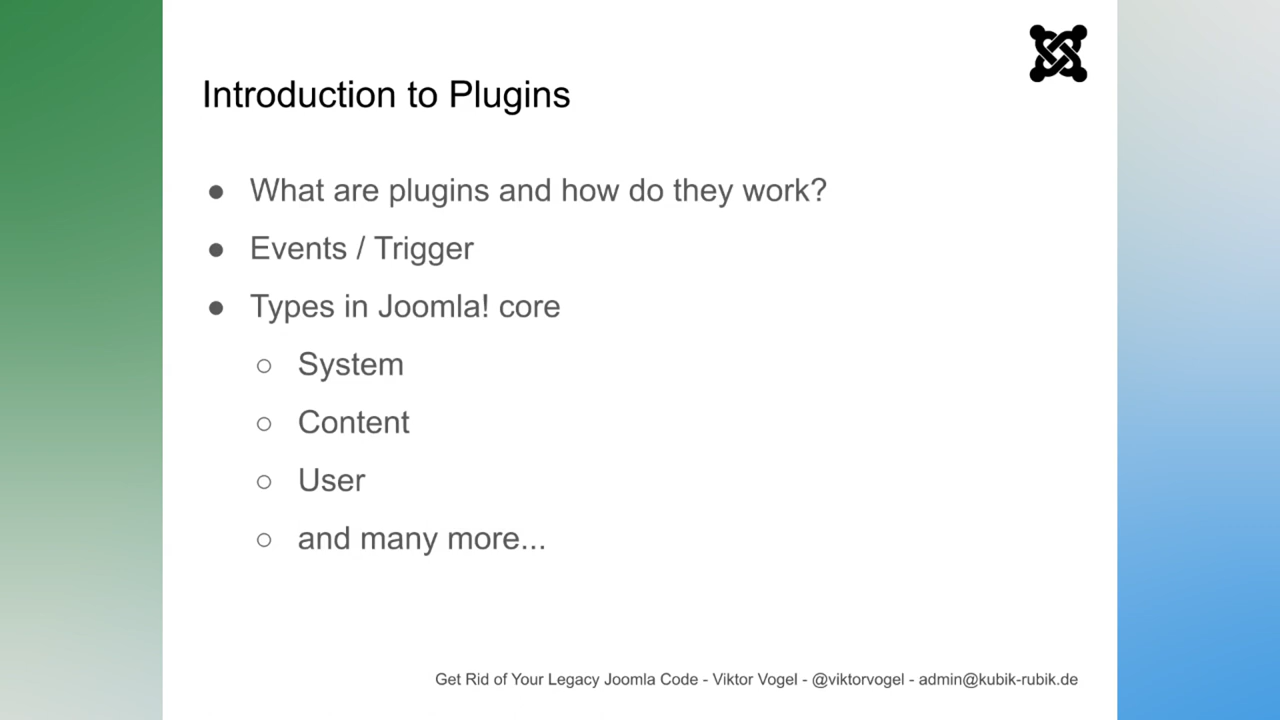 Introduction to Plugins
● What are plugins and how do they work?
● Events / Trigger
● Types in Joomla! core
○ System
○ Content
○ User
○ and many more...
Get Rid of Your Legacy Joomla Code - Viktor Vogel - @viktorvogel - admin@kubik-rubik.de